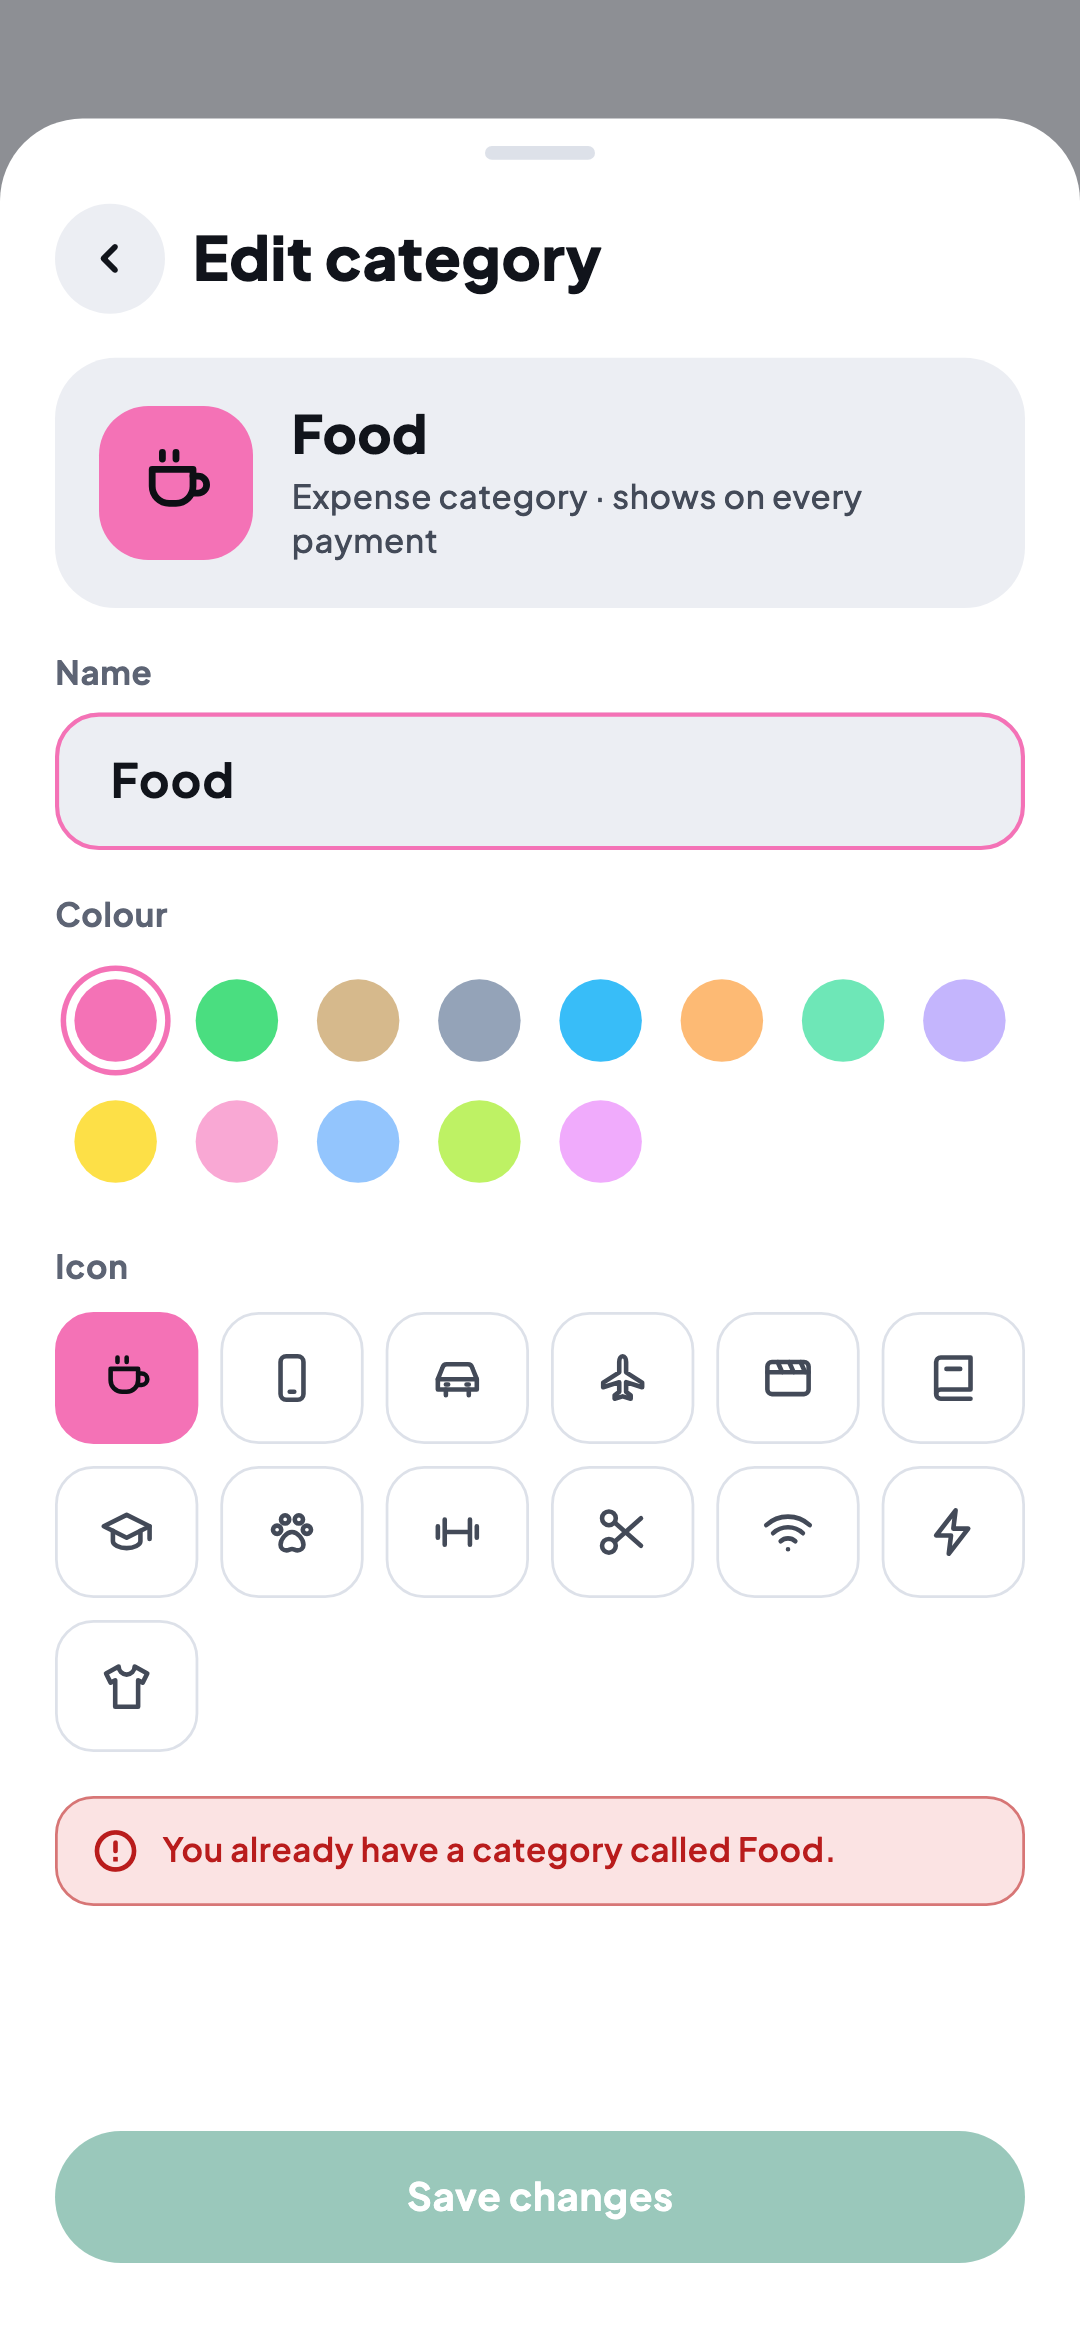 Edit category
Food
Expense category · shows on every
payment
Name
Food
Colour
Icon
You already have a category called Food.
Save changes